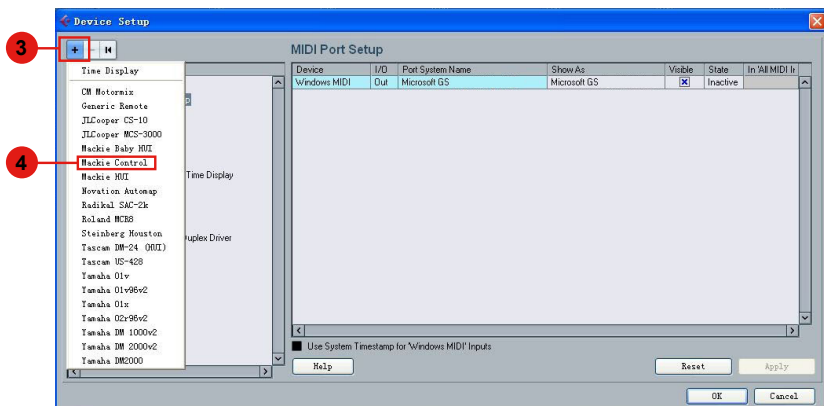 Device Setup
3
+ - 
MIDI Port Setup
Time Display
Device I/O Port System Name Show As Visible State In 'All MIDI Ir
Windows MIDI Out Microsoft GS Microsoft GS Inactive
CM Motormix
Generic Remote
JLCooper CS-10
JLCooper MCS-3000
Mackie Baby HUI
4
Mackie Control
Mackie HUI
Time Display
Novation Automap
Radikal SAC-2k
Roland MCR8
Steinberg Houston
uplex Driver
Tascam DM-24 (HUI)
Tascam US-428
Yamaha 01v
Yamaha 01v96v2
Yamaha 01x
Yamaha 02r96v2
Yamaha DM 1000v2
Yamaha DM 2000v2
Yamaha DM2000
Use System Timestamp for 'Windows MIDI' Inputs
Help Reset Apply
OK Cancel